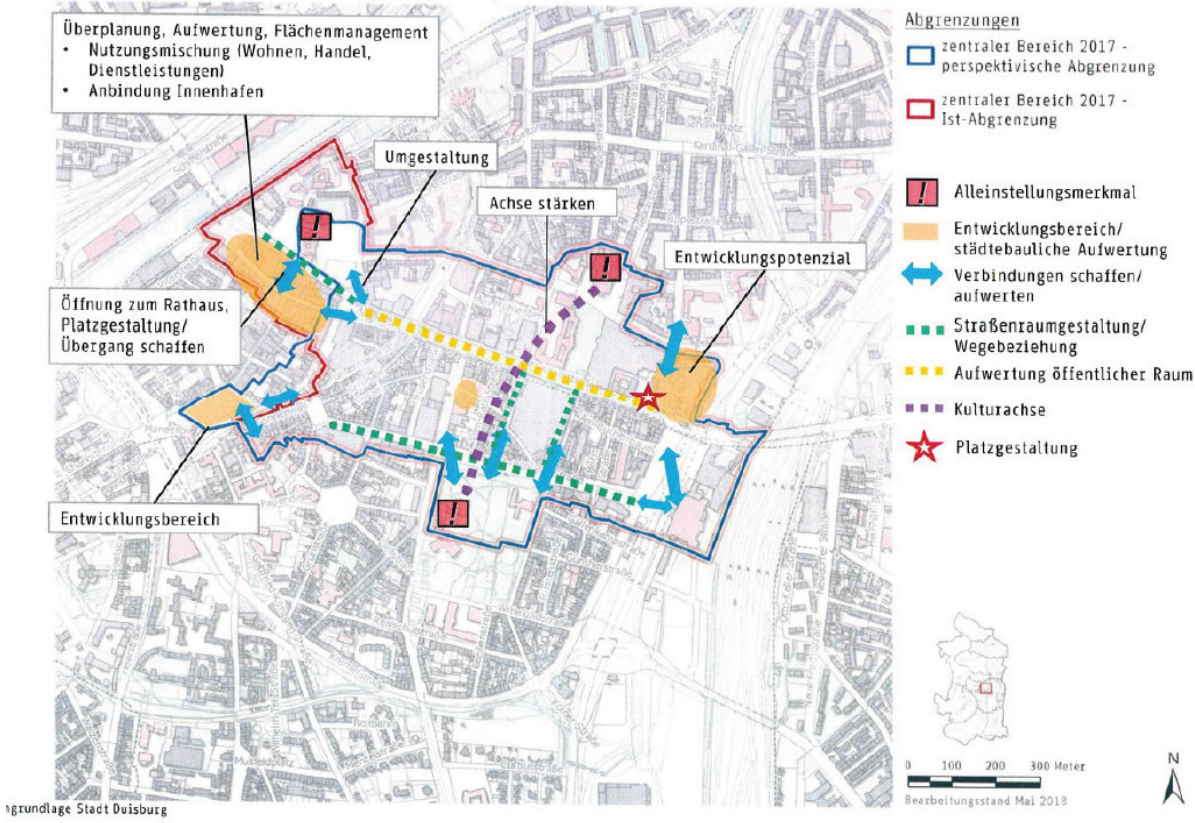 Überplanung, Aufwertung, Flächenmanagement
• Nutzungsmischung (Wohnen, Handel,
Dienstleistungen)
• Anbindung Innenhafen
Umgestaltung
Achse stärken
Entwicklungspotenzial
Öffnung zum Rathaus,
Platzgestaltung/
Übergang schaffen
Entwicklungsbereich
Musfeldplatz
Abgrenzungen
zentraler Bereich 2017 -
perspektivische Abgrenzung
zentraler Bereich 2017 -
Ist-Abgrenzung
! Alleinstellungsmerkmal
Entwicklungsbereich/
städtebauliche Aufwertung
Verbindungen schaffen/
aufwerten
Straßenraumgestaltung/
Wegebeziehung
Aufwertung öffentlicher Raum
Kulturachse
Platzgestaltung
N
0 100 200 300 Meter
Bearbeitungsstand Mai 2018
ngrundlage Stadt Duisburg